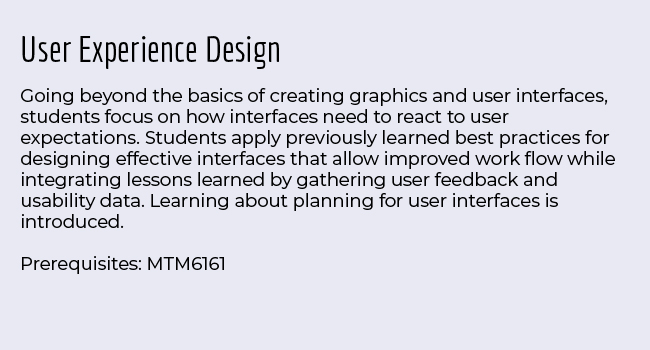 User Experience Design
Going beyond the basics of creating graphics and user interfaces,
students focus on how interfaces need to react to user
expectations. Students apply previously learned best practices for
designing effective interfaces that allow improved work flow while
integrating lessons learned by gathering user feedback and
usability data. Learning about planning for user interfaces is
introduced.
Prerequisites: MTM6161